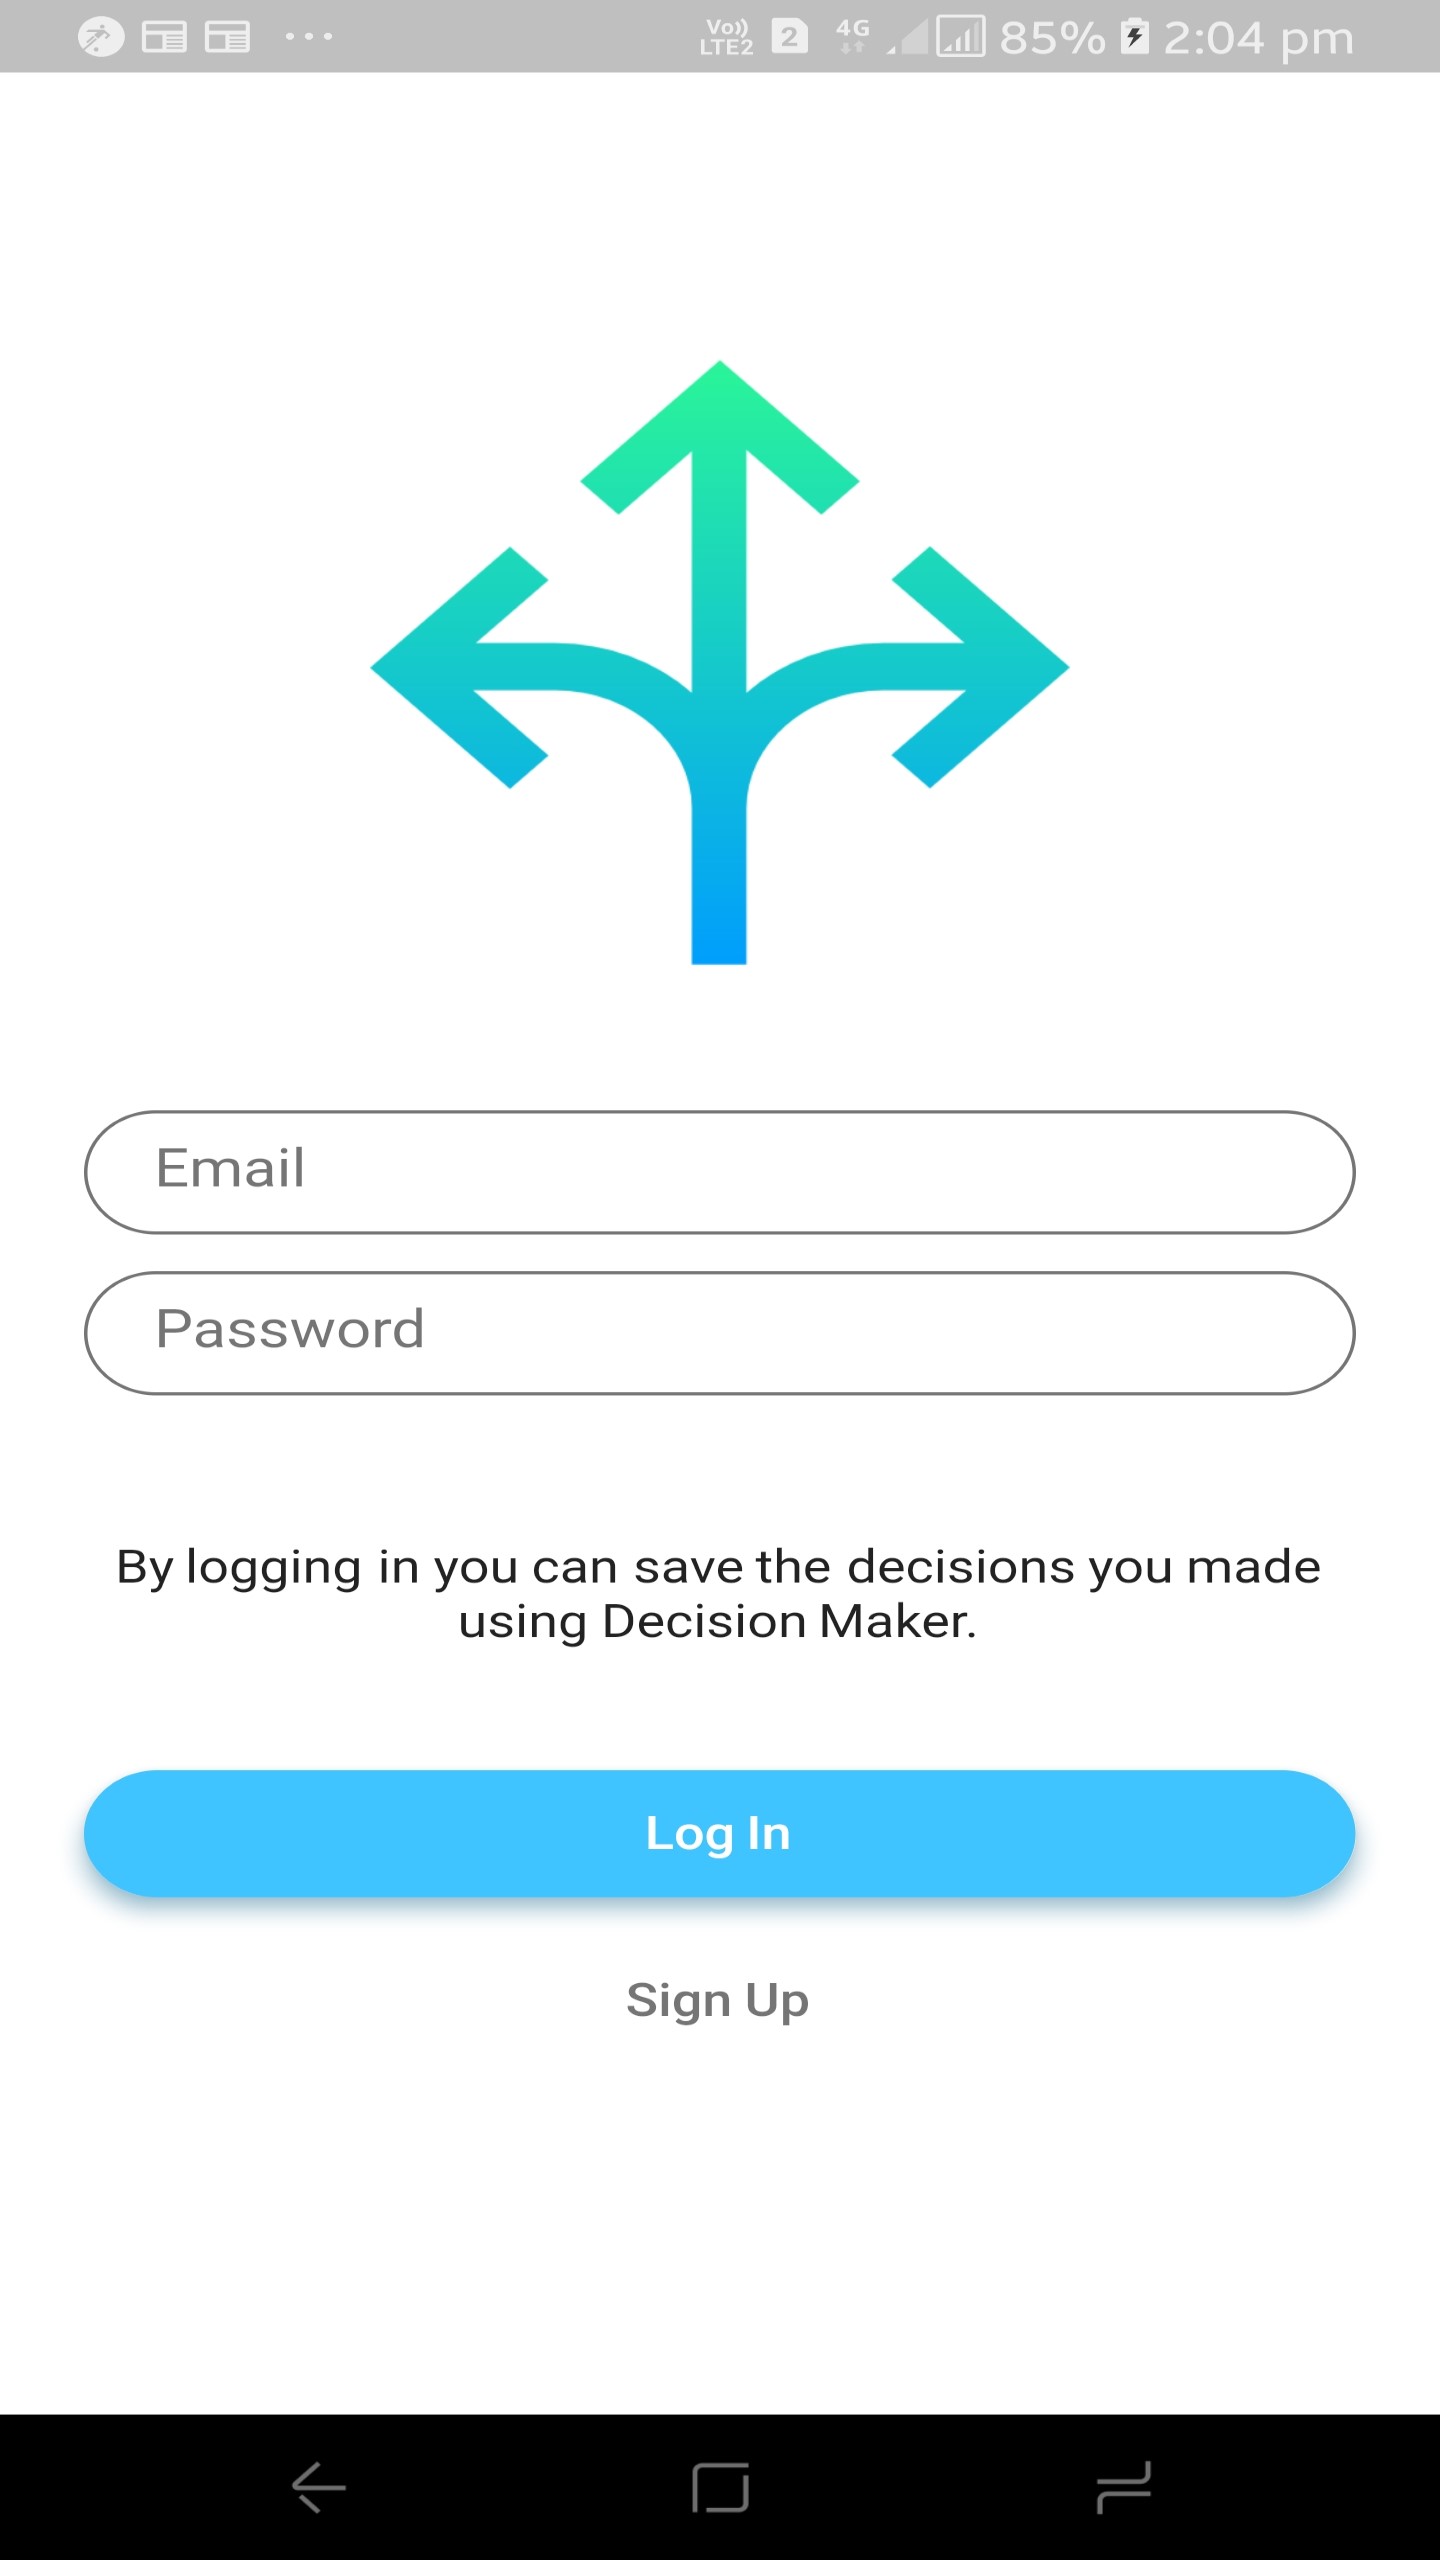 Vo)) LTE2 2 4G 85% 2:04 pm
Email
Password
By logging in you can save the decisions you made
using Decision Maker.
Log In
Sign Up